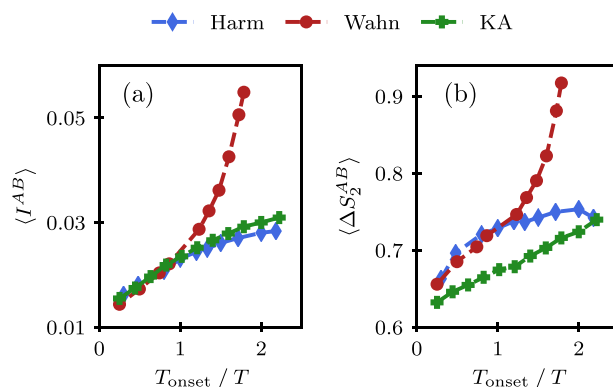 Harm Wahn KA
(a)
0.05
0.03
0.01
⟨I^{AB}⟩
0 1 2
T_onset / T
(b)
0.9
0.8
0.7
0.6
⟨ΔS_2^{AB}⟩
0 1 2
T_onset / T